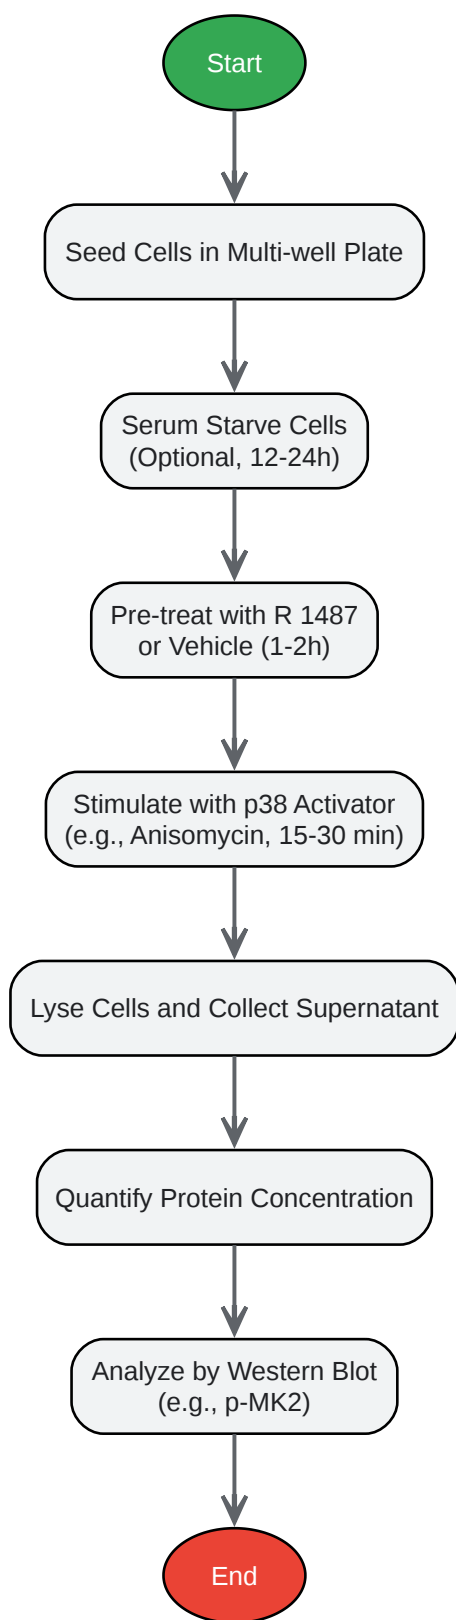 Start
Seed Cells in Multi-well Plate
Serum Starve Cells
(Optional, 12-24h)
Pre-treat with R 1487
or Vehicle (1-2h)
Stimulate with p38 Activator
(e.g., Anisomycin, 15-30 min)
Lyse Cells and Collect Supernatant
Quantify Protein Concentration
Analyze by Western Blot
(e.g., p-MK2)
End